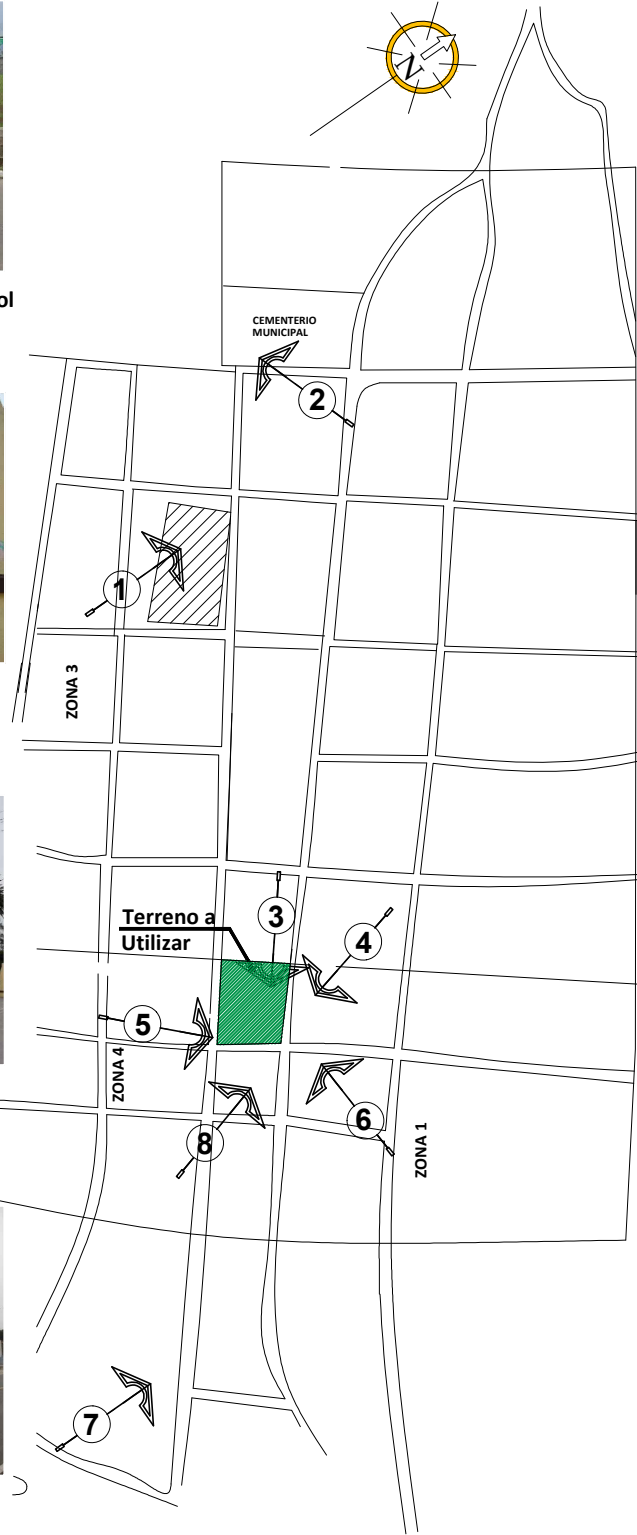 N
ol
CEMENTERIO
MUNICIPAL
2
1
ZONA 3
Terreno a
Utilizar
3
4
5
ZONA 4
6
8
ZONA 1
7